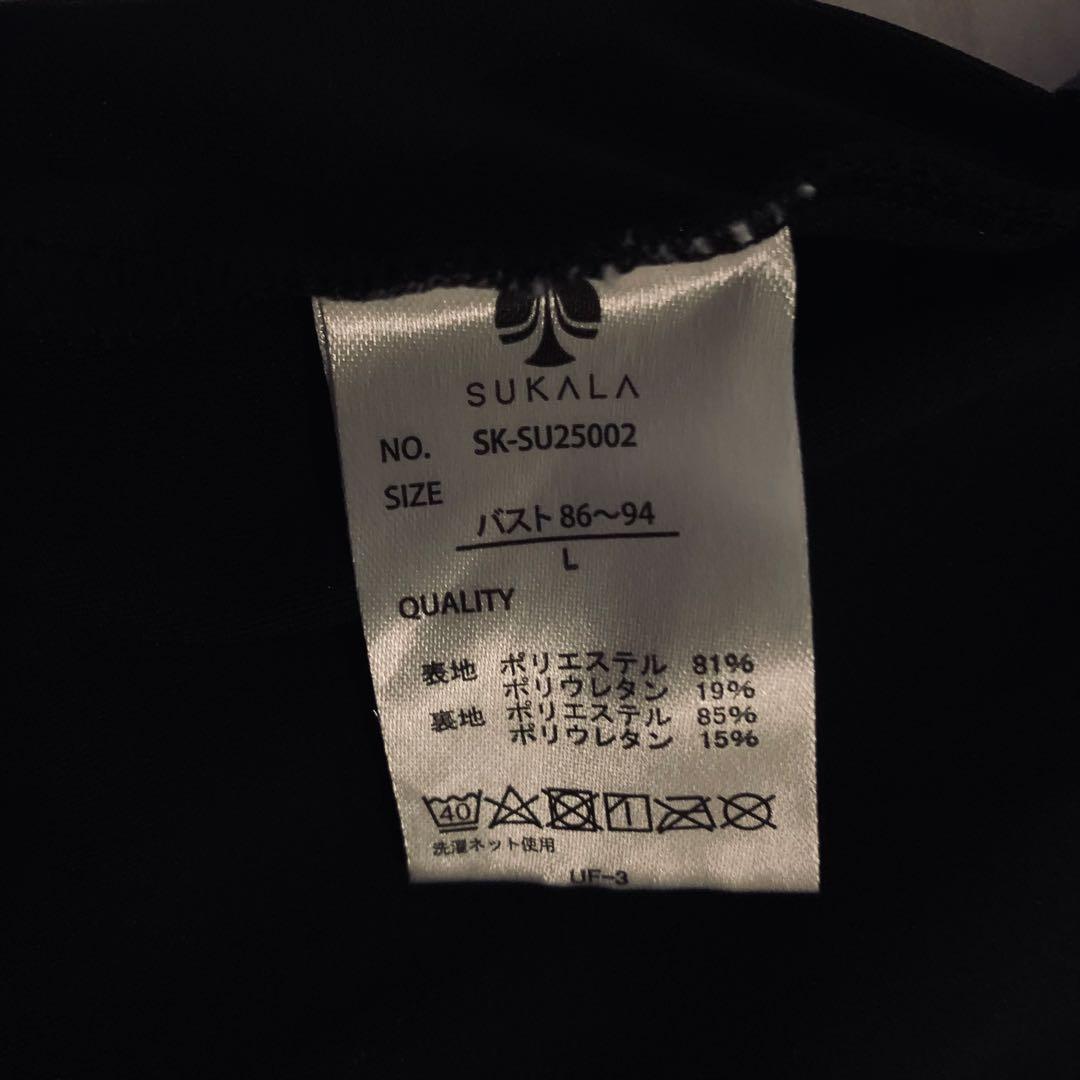 SUKALA
NO. SK-SU25002
SIZE
バスト 86〜94
L
QUALITY
表地 ポリエステル 81%
ポリウレタン 19%
裏地 ポリエステル 85%
ポリウレタン 15%
40
洗濯ネット使用
UF-3